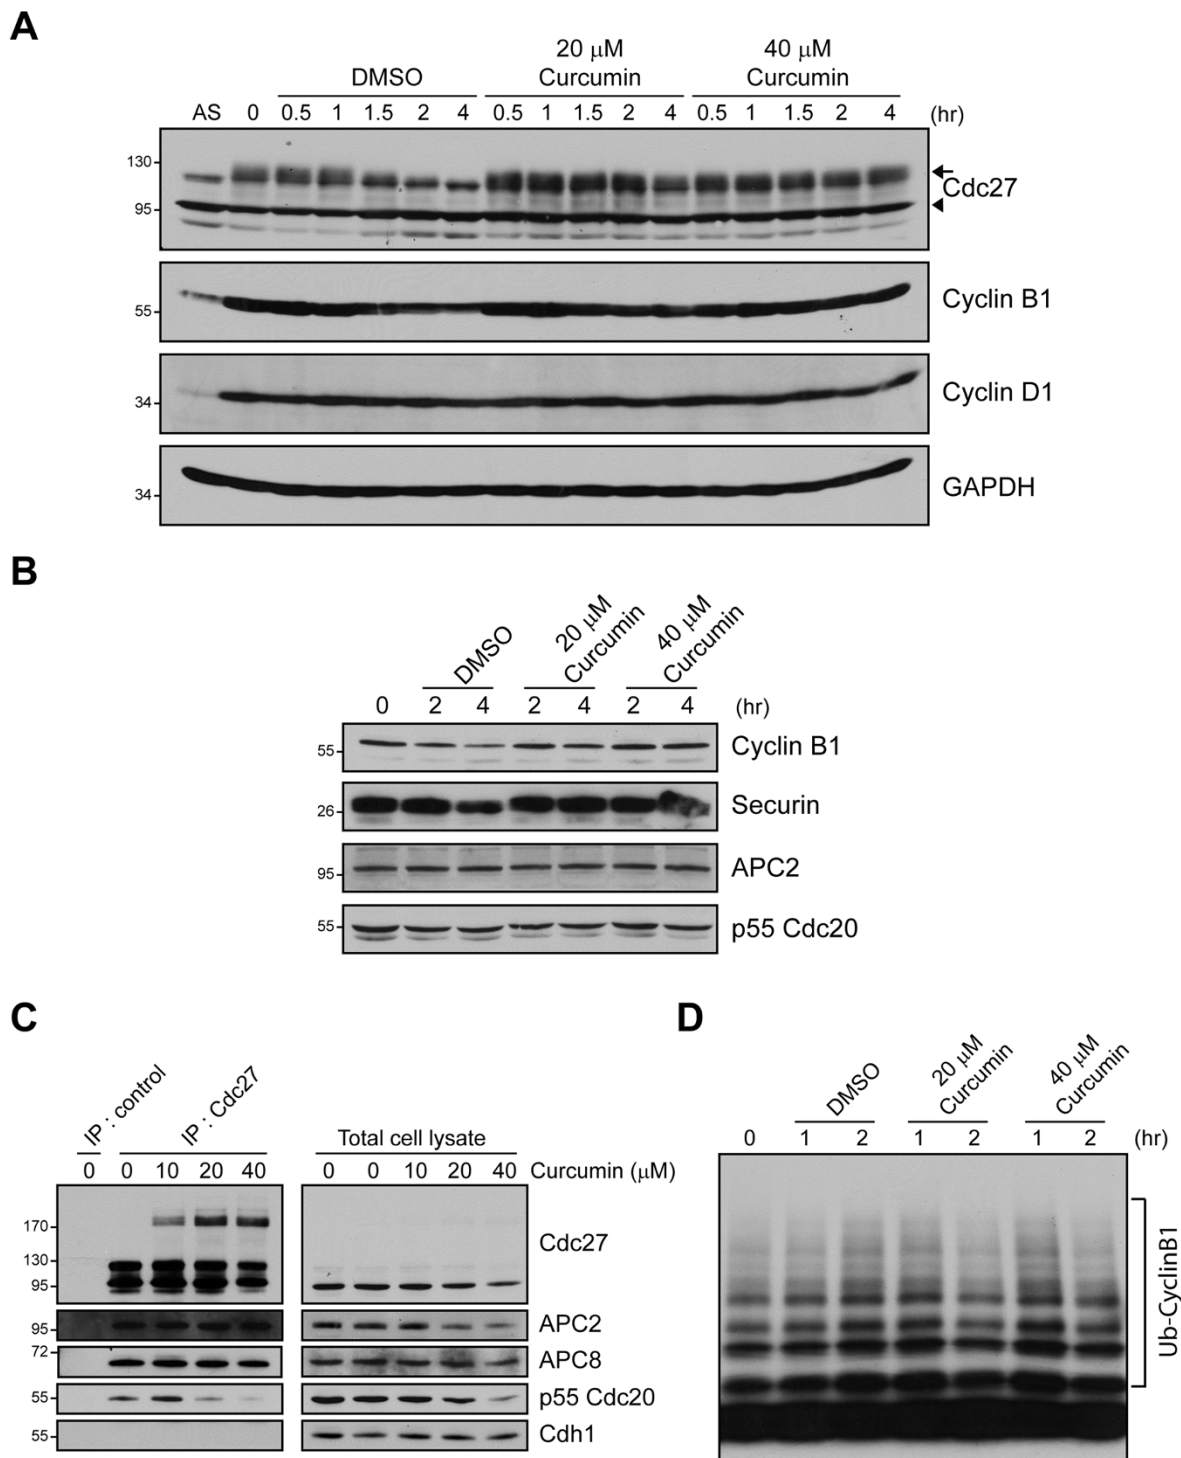 A
20 μM
40 μM
DMSO
Curcumin
Curcumin
AS 0 0.5 1 1.5 2 4 0.5 1 1.5 2 4 0.5 1 1.5 2 4 (hr)
130
Cdc27
95
Cyclin B1
55
Cyclin D1
34
GAPDH
34
B
DMSO
20 μM
Curcumin
40 μM
Curcumin
0 2 4 2 4 2 4 (hr)
Cyclin B1
55
Securin
26
APC2
95
p55 Cdc20
55
C
IP : control
IP : Cdc27
Total cell lysate
0 0 10 20 40 0 0 10 20 40 Curcumin (μM)
170
130
95
Cdc27
95
APC2
72
APC8
55
p55 Cdc20
55
Cdh1
D
DMSO
20 μM
Curcumin
40 μM
Curcumin
0 1 2 1 2 1 2 (hr)
Ub-CyclinB1